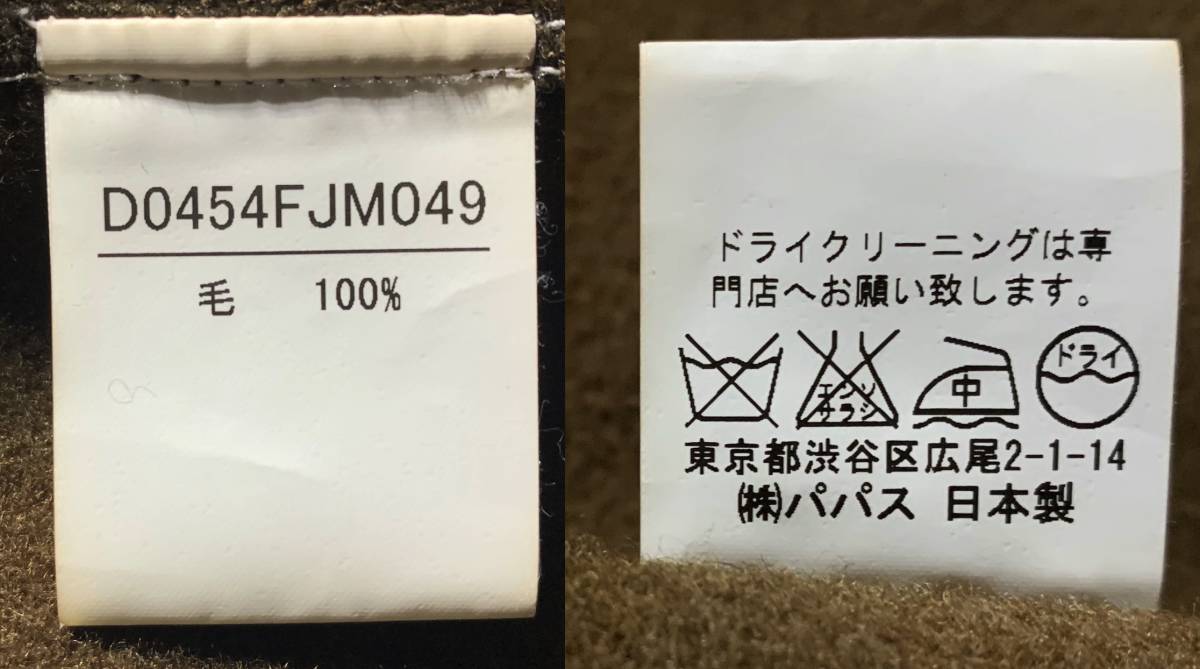 D0454FJM049
毛 100%
ドライクリーニングは専
門店へお願い致します。
エンソ
サラシ
中
ドライ
東京都渋谷区広尾2-1-14
㈱パパス 日本製